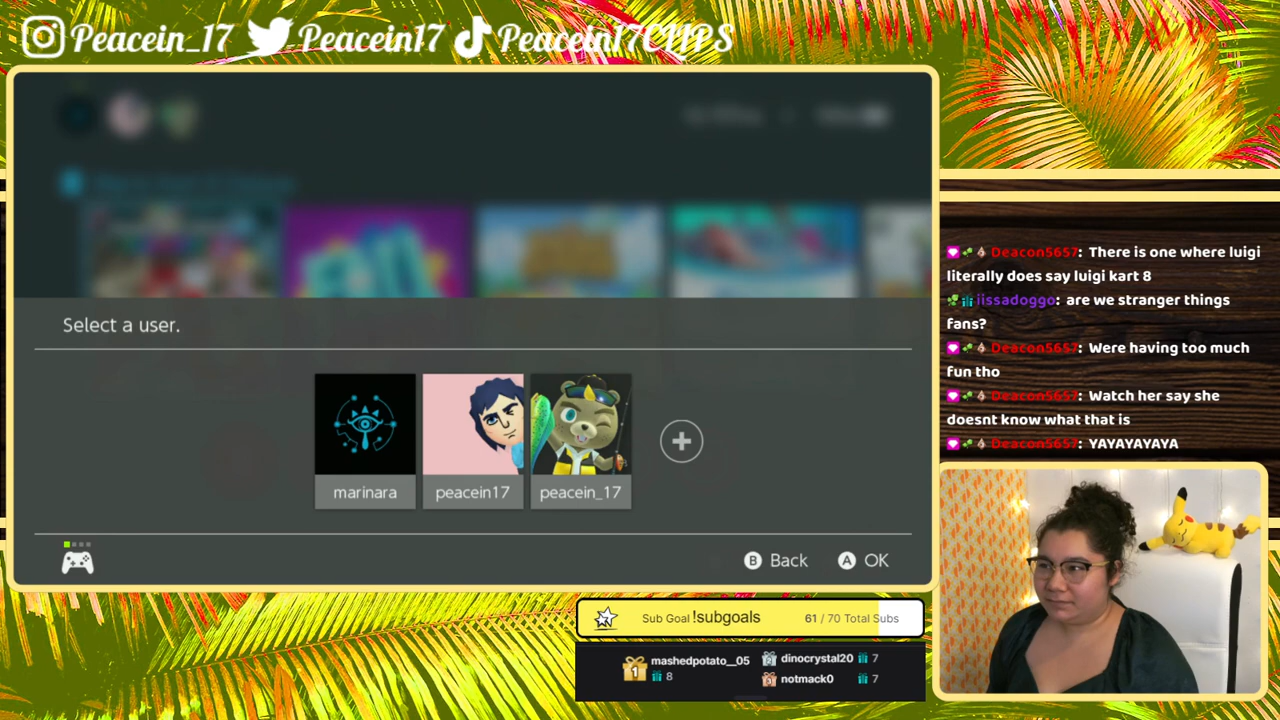 Peacein_17 Peacein17 Peacein17ClIPS
Select a user.
marinara
peacein17
peacein_17
B Back A OK
Deacon5657: There is one where luigi
literally does say luigi kart 8
iissadoggo: are we stranger things
fans?
Deacon5657: Were having too much
fun tho
Deacon5657: Watch her say she
doesnt know what that is
Deacon5657: YAYAYAYAYA
Sub Goal !subgoals 61 / 70 Total Subs
1 mashedpotato__05
8
2 dinocrystal20 7
3 notmack0 7